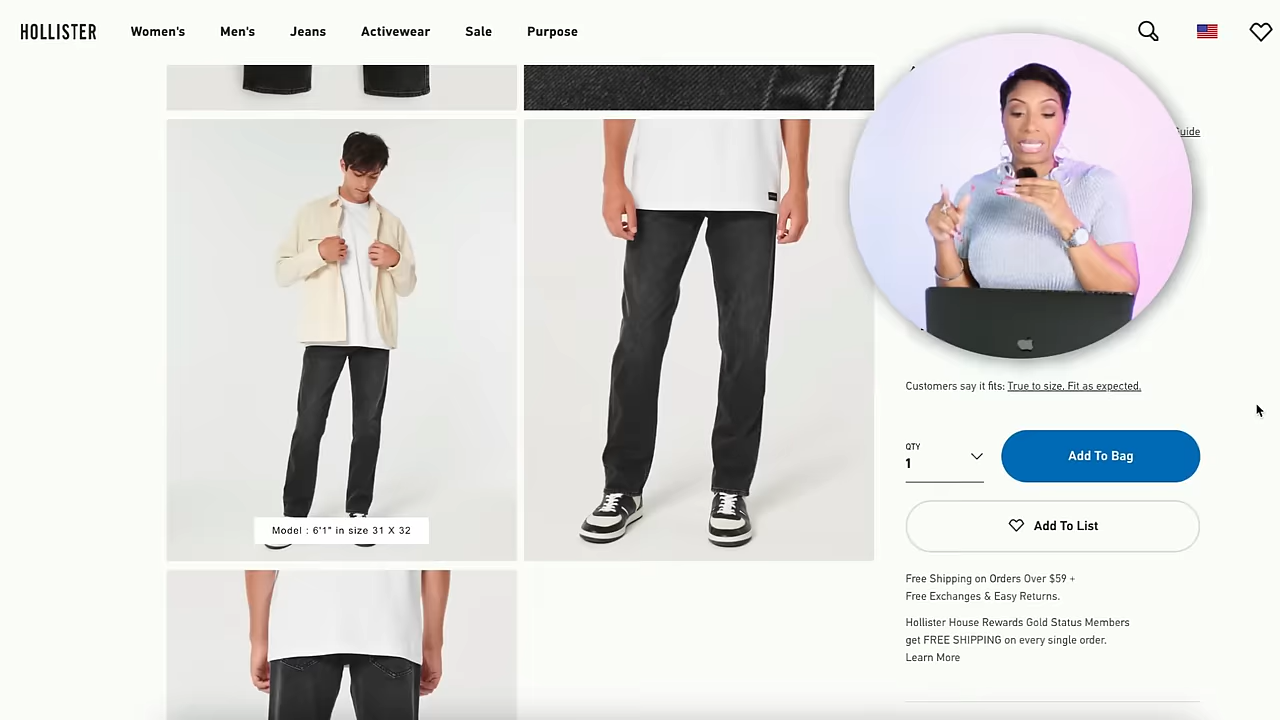 HOLLISTER Women's Men's Jeans Activewear Sale Purpose
Guide
Model : 6'1" in size 31 X 32
Customers say it fits: True to size, Fit as expected.
QTY
1
Add To Bag
Add To List
Free Shipping on Orders Over $59 +
Free Exchanges & Easy Returns.
Hollister House Rewards Gold Status Members
get FREE SHIPPING on every single order.
Learn More